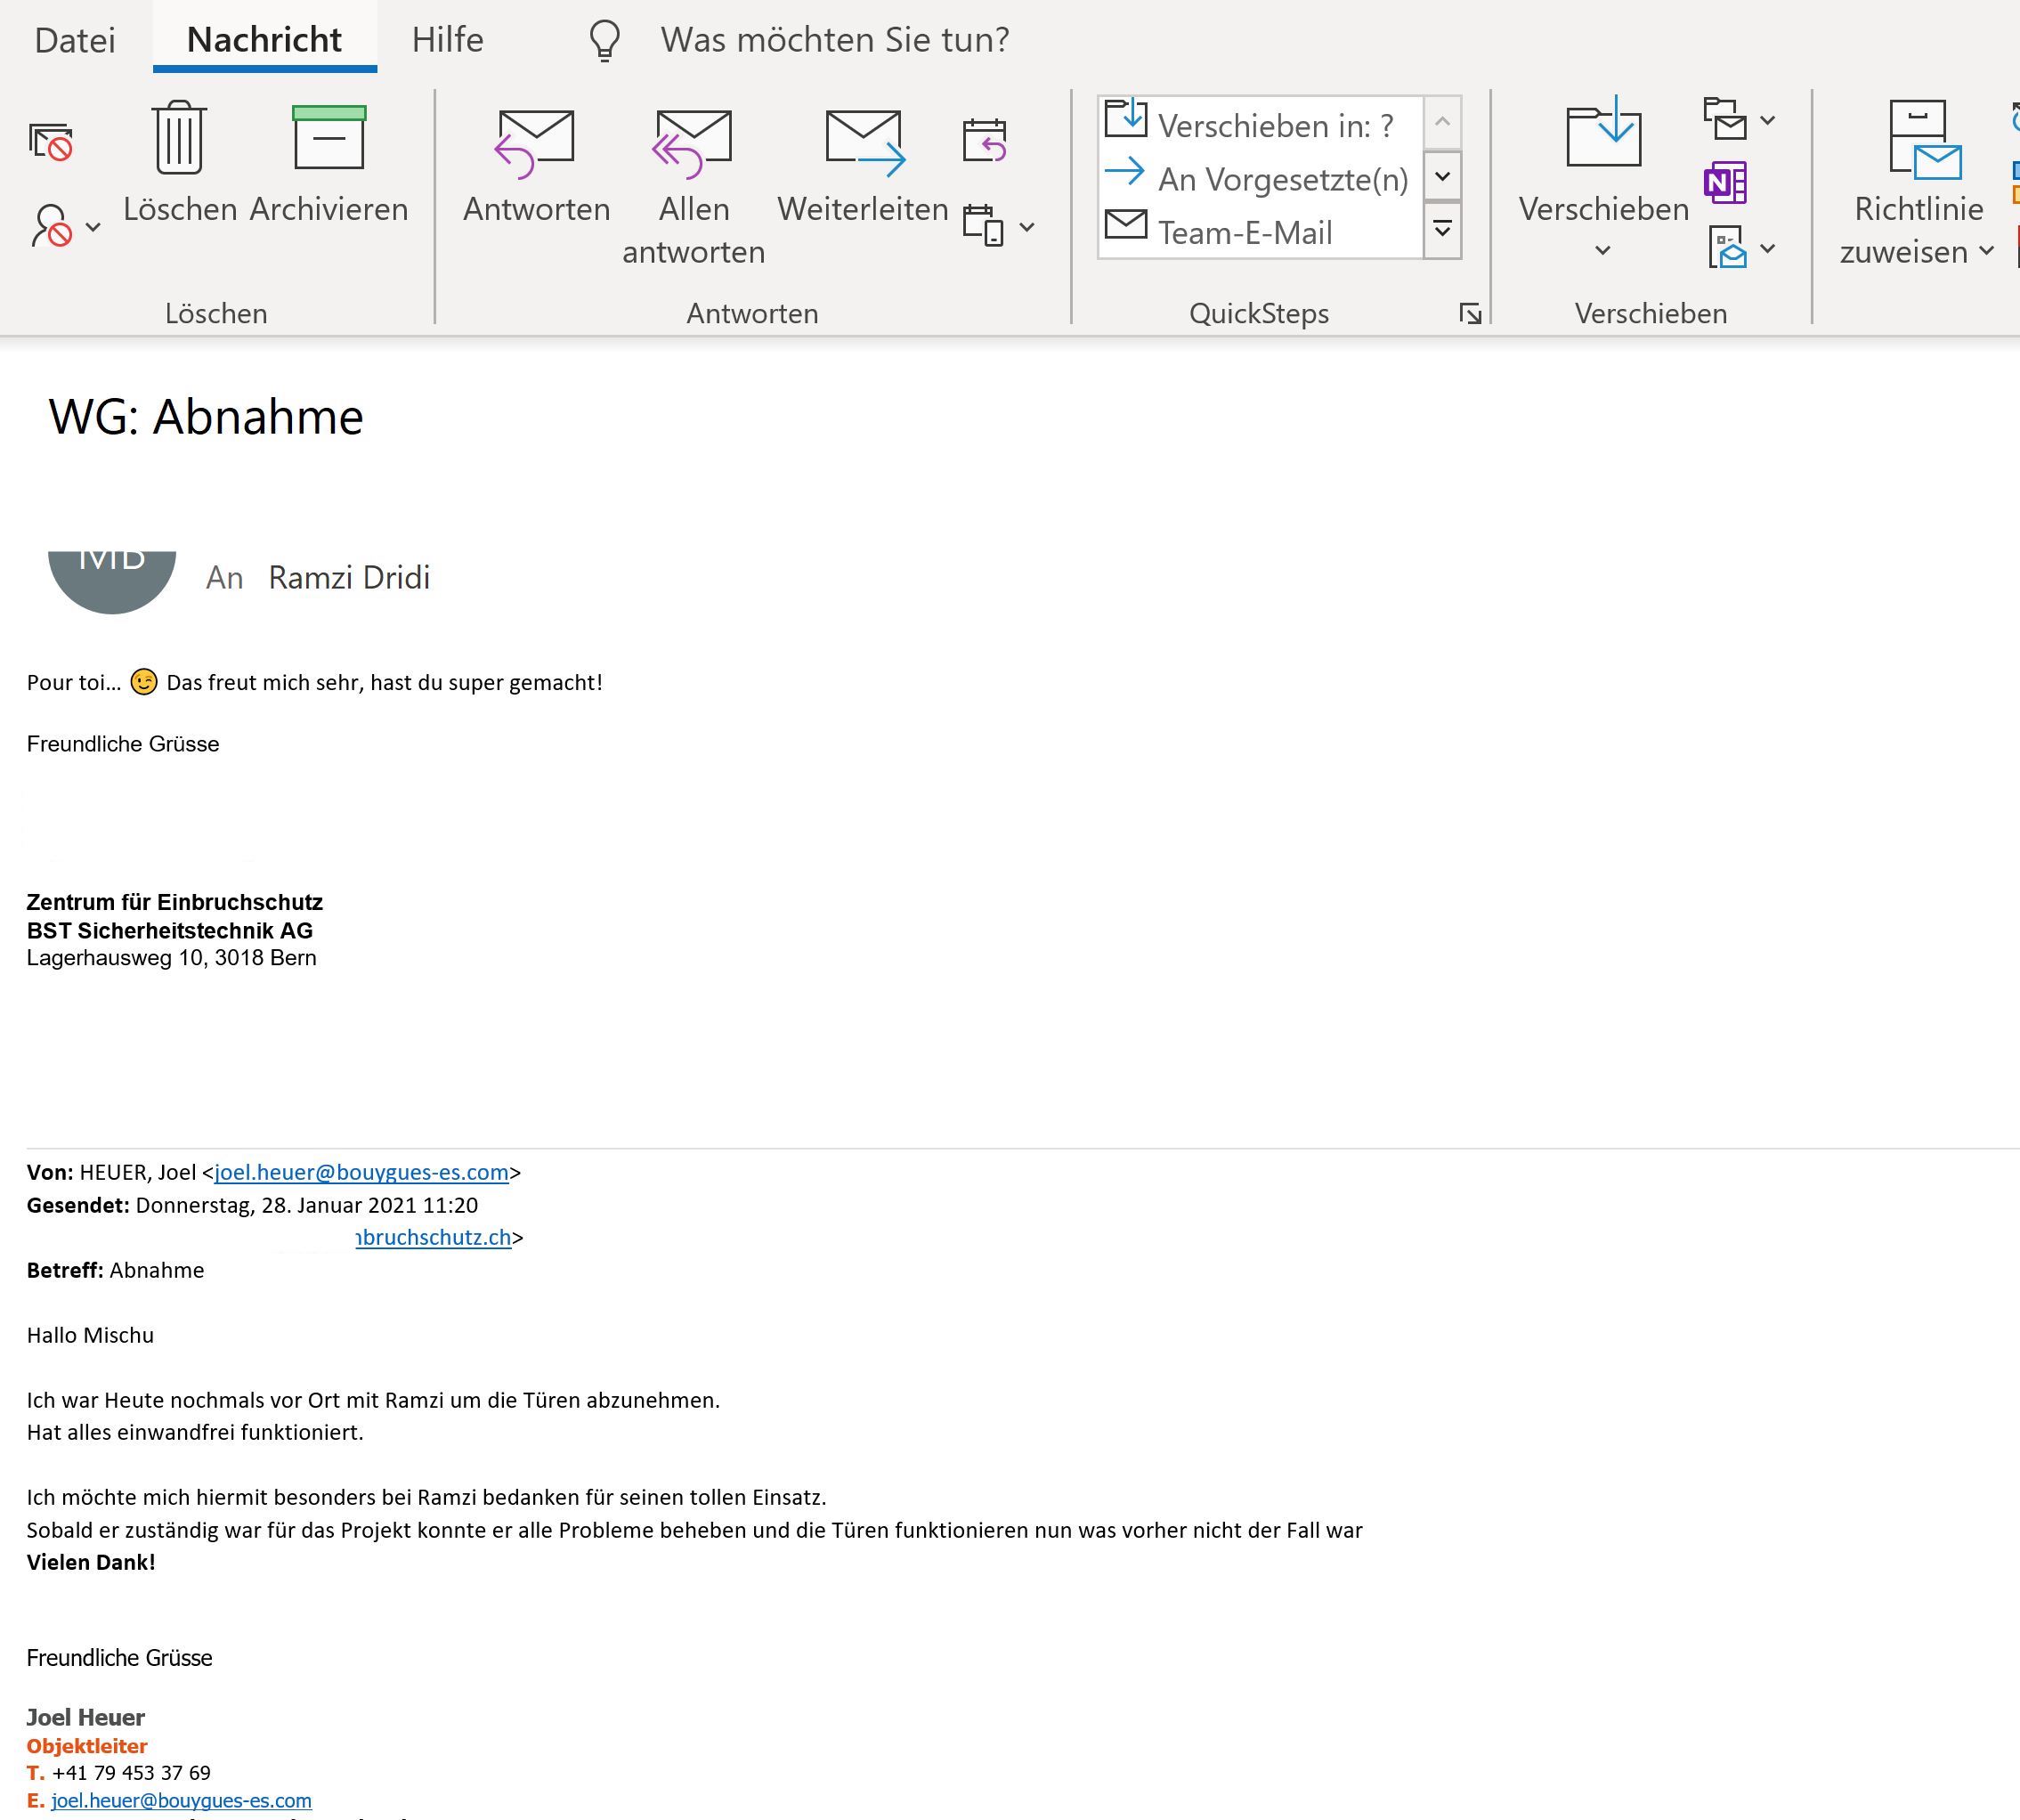 Datei Nachricht Hilfe Was möchten Sie tun?
Verschieben in: ?
An Vorgesetzte(n)
Team-E-Mail
Löschen Archivieren Antworten Allen antworten Weiterleiten Verschieben Richtlinie zuweisen
Löschen Antworten QuickSteps Verschieben
WG: Abnahme
MB
An Ramzi Dridi
Pour toi... 😉 Das freut mich sehr, hast du super gemacht!
Freundliche Grüsse
Zentrum für Einbruchschutz
BST Sicherheitstechnik AG
Lagerhausweg 10, 3018 Bern
Von: HEUER, Joel <joel.heuer@bouygues-es.com>
Gesendet: Donnerstag, 28. Januar 2021 11:20
nbruchschutz.ch>
Betreff: Abnahme
Hallo Mischu
Ich war Heute nochmals vor Ort mit Ramzi um die Türen abzunehmen.
Hat alles einwandfrei funktioniert.
Ich möchte mich hiermit besonders bei Ramzi bedanken für seinen tollen Einsatz.
Sobald er zuständig war für das Projekt konnte er alle Probleme beheben und die Türen funktionieren nun was vorher nicht der Fall war
Vielen Dank!
Freundliche Grüsse
Joel Heuer
Objektleiter
T. +41 79 453 37 69
E. joel.heuer@bouygues-es.com